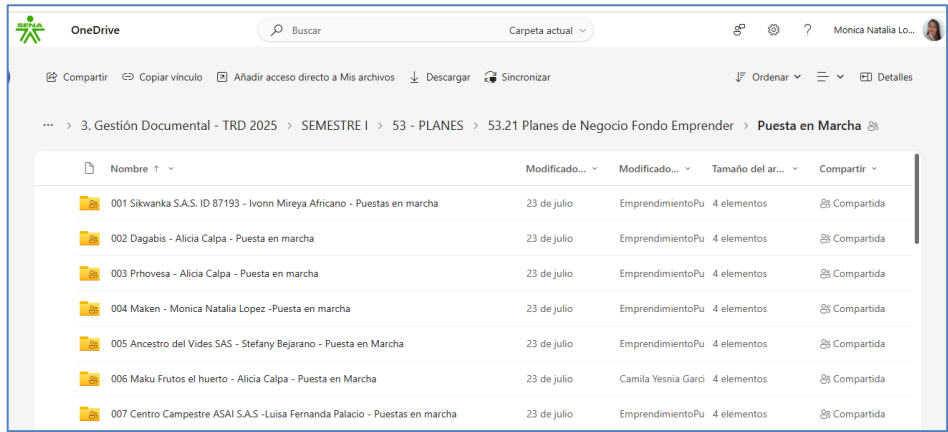 SENA
OneDrive
Buscar
Carpeta actual
?
Monica Natalia Lo...
Compartir
Copiar vínculo
Añadir acceso directo a Mis archivos
Descargar
Sincronizar
Ordenar
Detalles
... > 3. Gestión Documental - TRD 2025 > SEMESTRE I > 53 - PLANES > 53.21 Planes de Negocio Fondo Emprender > Puesta en Marcha
Nombre ↑ Modificado... Modificado... Tamaño del ar... Compartir
001 Sikwanka S.A.S. ID 87193 - Ivonn Mireya Africano - Puestas en marcha 23 de julio EmprendimientoPu 4 elementos Compartida
002 Dagabis - Alicia Calpa - Puesta en marcha 23 de julio EmprendimientoPu 4 elementos Compartida
003 Prhovesa - Alicia Calpa - Puesta en marcha 23 de julio EmprendimientoPu 4 elementos Compartida
004 Maken - Monica Natalia Lopez -Puesta en marcha 23 de julio EmprendimientoPu 4 elementos Compartida
005 Ancestro del Vides SAS - Stefany Bejarano - Puesta en Marcha 23 de julio EmprendimientoPu 4 elementos Compartida
006 Maku Frutos el huerto - Alicia Calpa - Puesta en Marcha 23 de julio Camila Yesnia Garci 4 elementos Compartida
007 Centro Campestre ASAI S.A.S -Luisa Fernanda Palacio - Puestas en marcha 23 de julio EmprendimientoPu 4 elementos Compartida